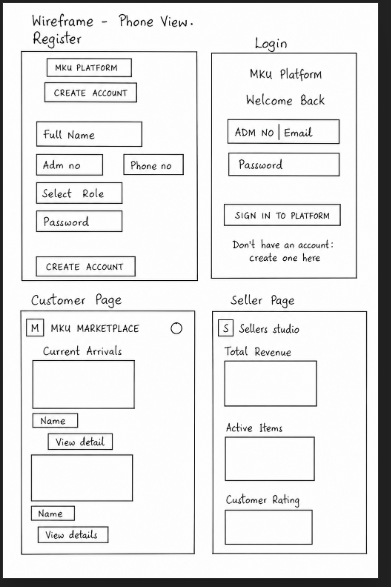 Wireframe - Phone View.
Register
MKU PLATFORM
CREATE ACCOUNT
Full Name
Adm no
Phone no
Select Role
Password
CREATE ACCOUNT
Login
MKU Platform
Welcome Back
ADM NO | Email
Password
SIGN IN TO PLATFORM
Don't have an account:
create one here
Customer Page
M MKU MARKETPLACE
Current Arrivals
Name
View detail
Name
View details
Seller Page
S Sellers studio
Total Revenue
Active Items
Customer Rating